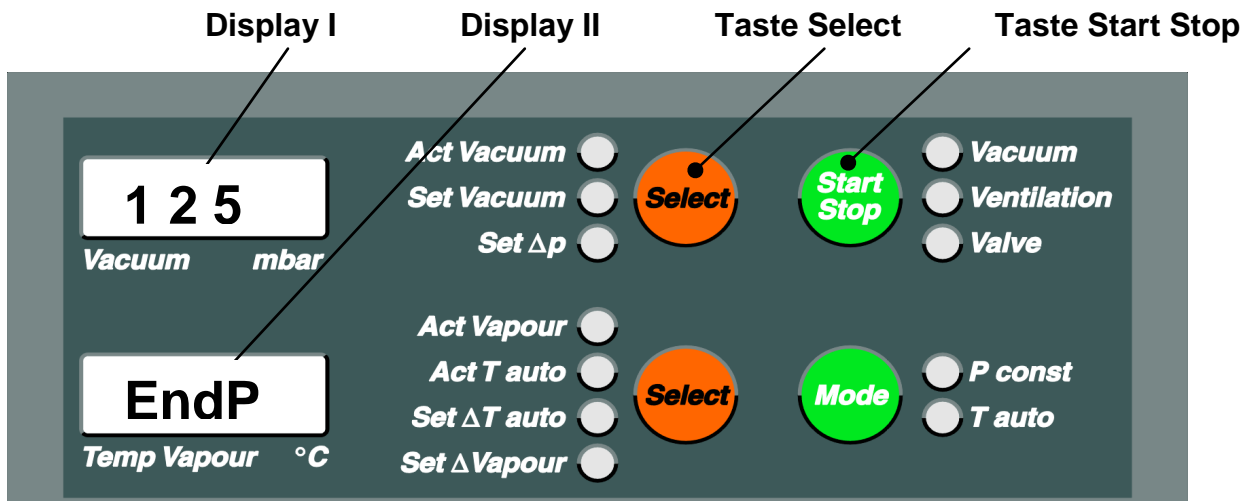 Display I
Display II
Taste Select
Taste Start Stop
125
Vacuum mbar
Act Vacuum
Set Vacuum
Set Δp
Select
Start
Stop
Vacuum
Ventilation
Valve
EndP
Temp Vapour °C
Act Vapour
Act T auto
Set ΔT auto
Set ΔVapour
Select
Mode
P const
T auto